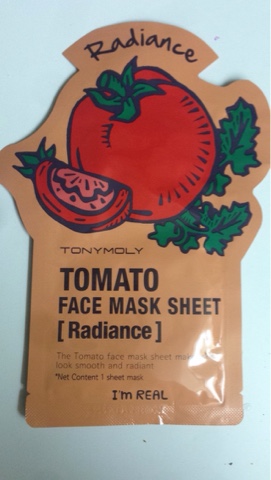 Radiance
TONYMOLY
TOMATO
FACE MASK SHEET
[ Radiance ]
The Tomato face mask sheet
look smooth and radiant
*Net Content 1 sheet mask
I'm REAL